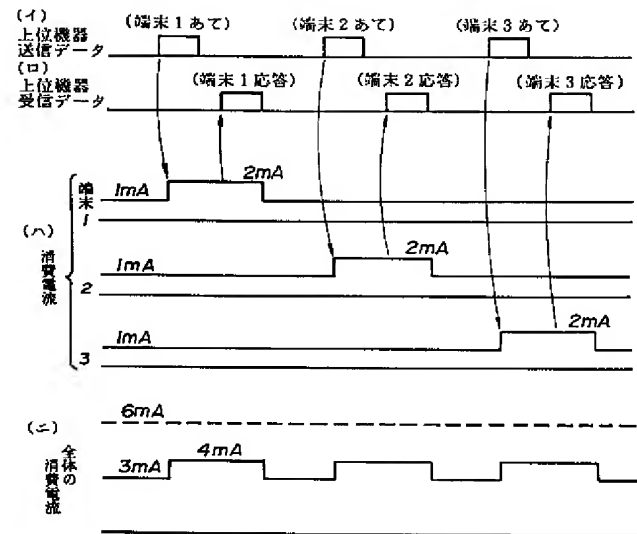 (イ)
上位機器
送信データ
(端末1あて)
(端末2あて)
(端末3あて)
(ロ)
上位機器
受信データ
(端末1応答)
(端末2応答)
(端末3応答)
(ハ)
消費電流
端末
1
1mA
2mA
2
1mA
2mA
3
1mA
2mA
(ニ)
全体の
消費電流
6mA
3mA
4mA